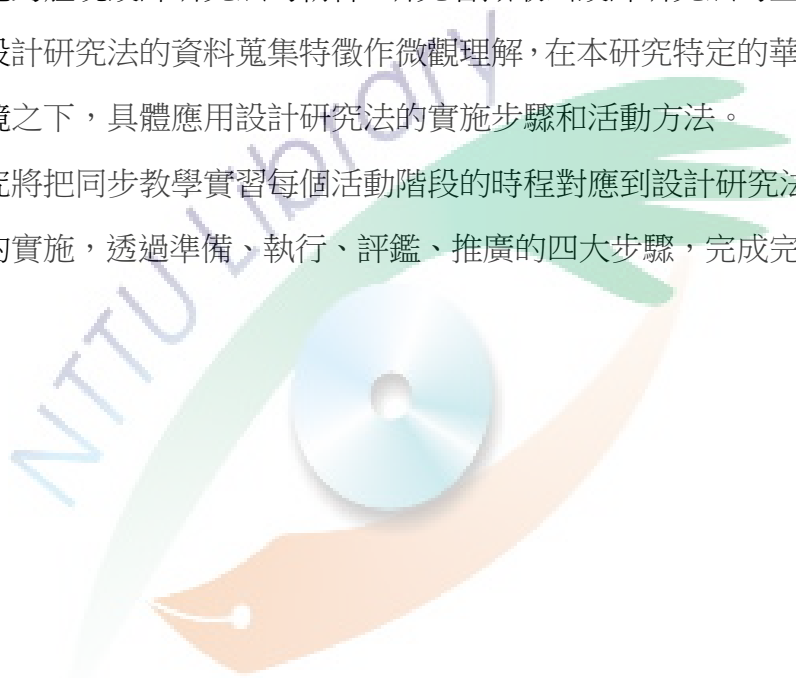 設計研究法的資料蒐集特徵作微觀理解，在本研究特定的華
境之下，具體應用設計研究法的實施步驟和活動方法。
究將把同步教學實習每個活動階段的時程對應到設計研究法
的實施，透過準備、執行、評鑑、推廣的四大步驟，完成完
NTTU Library